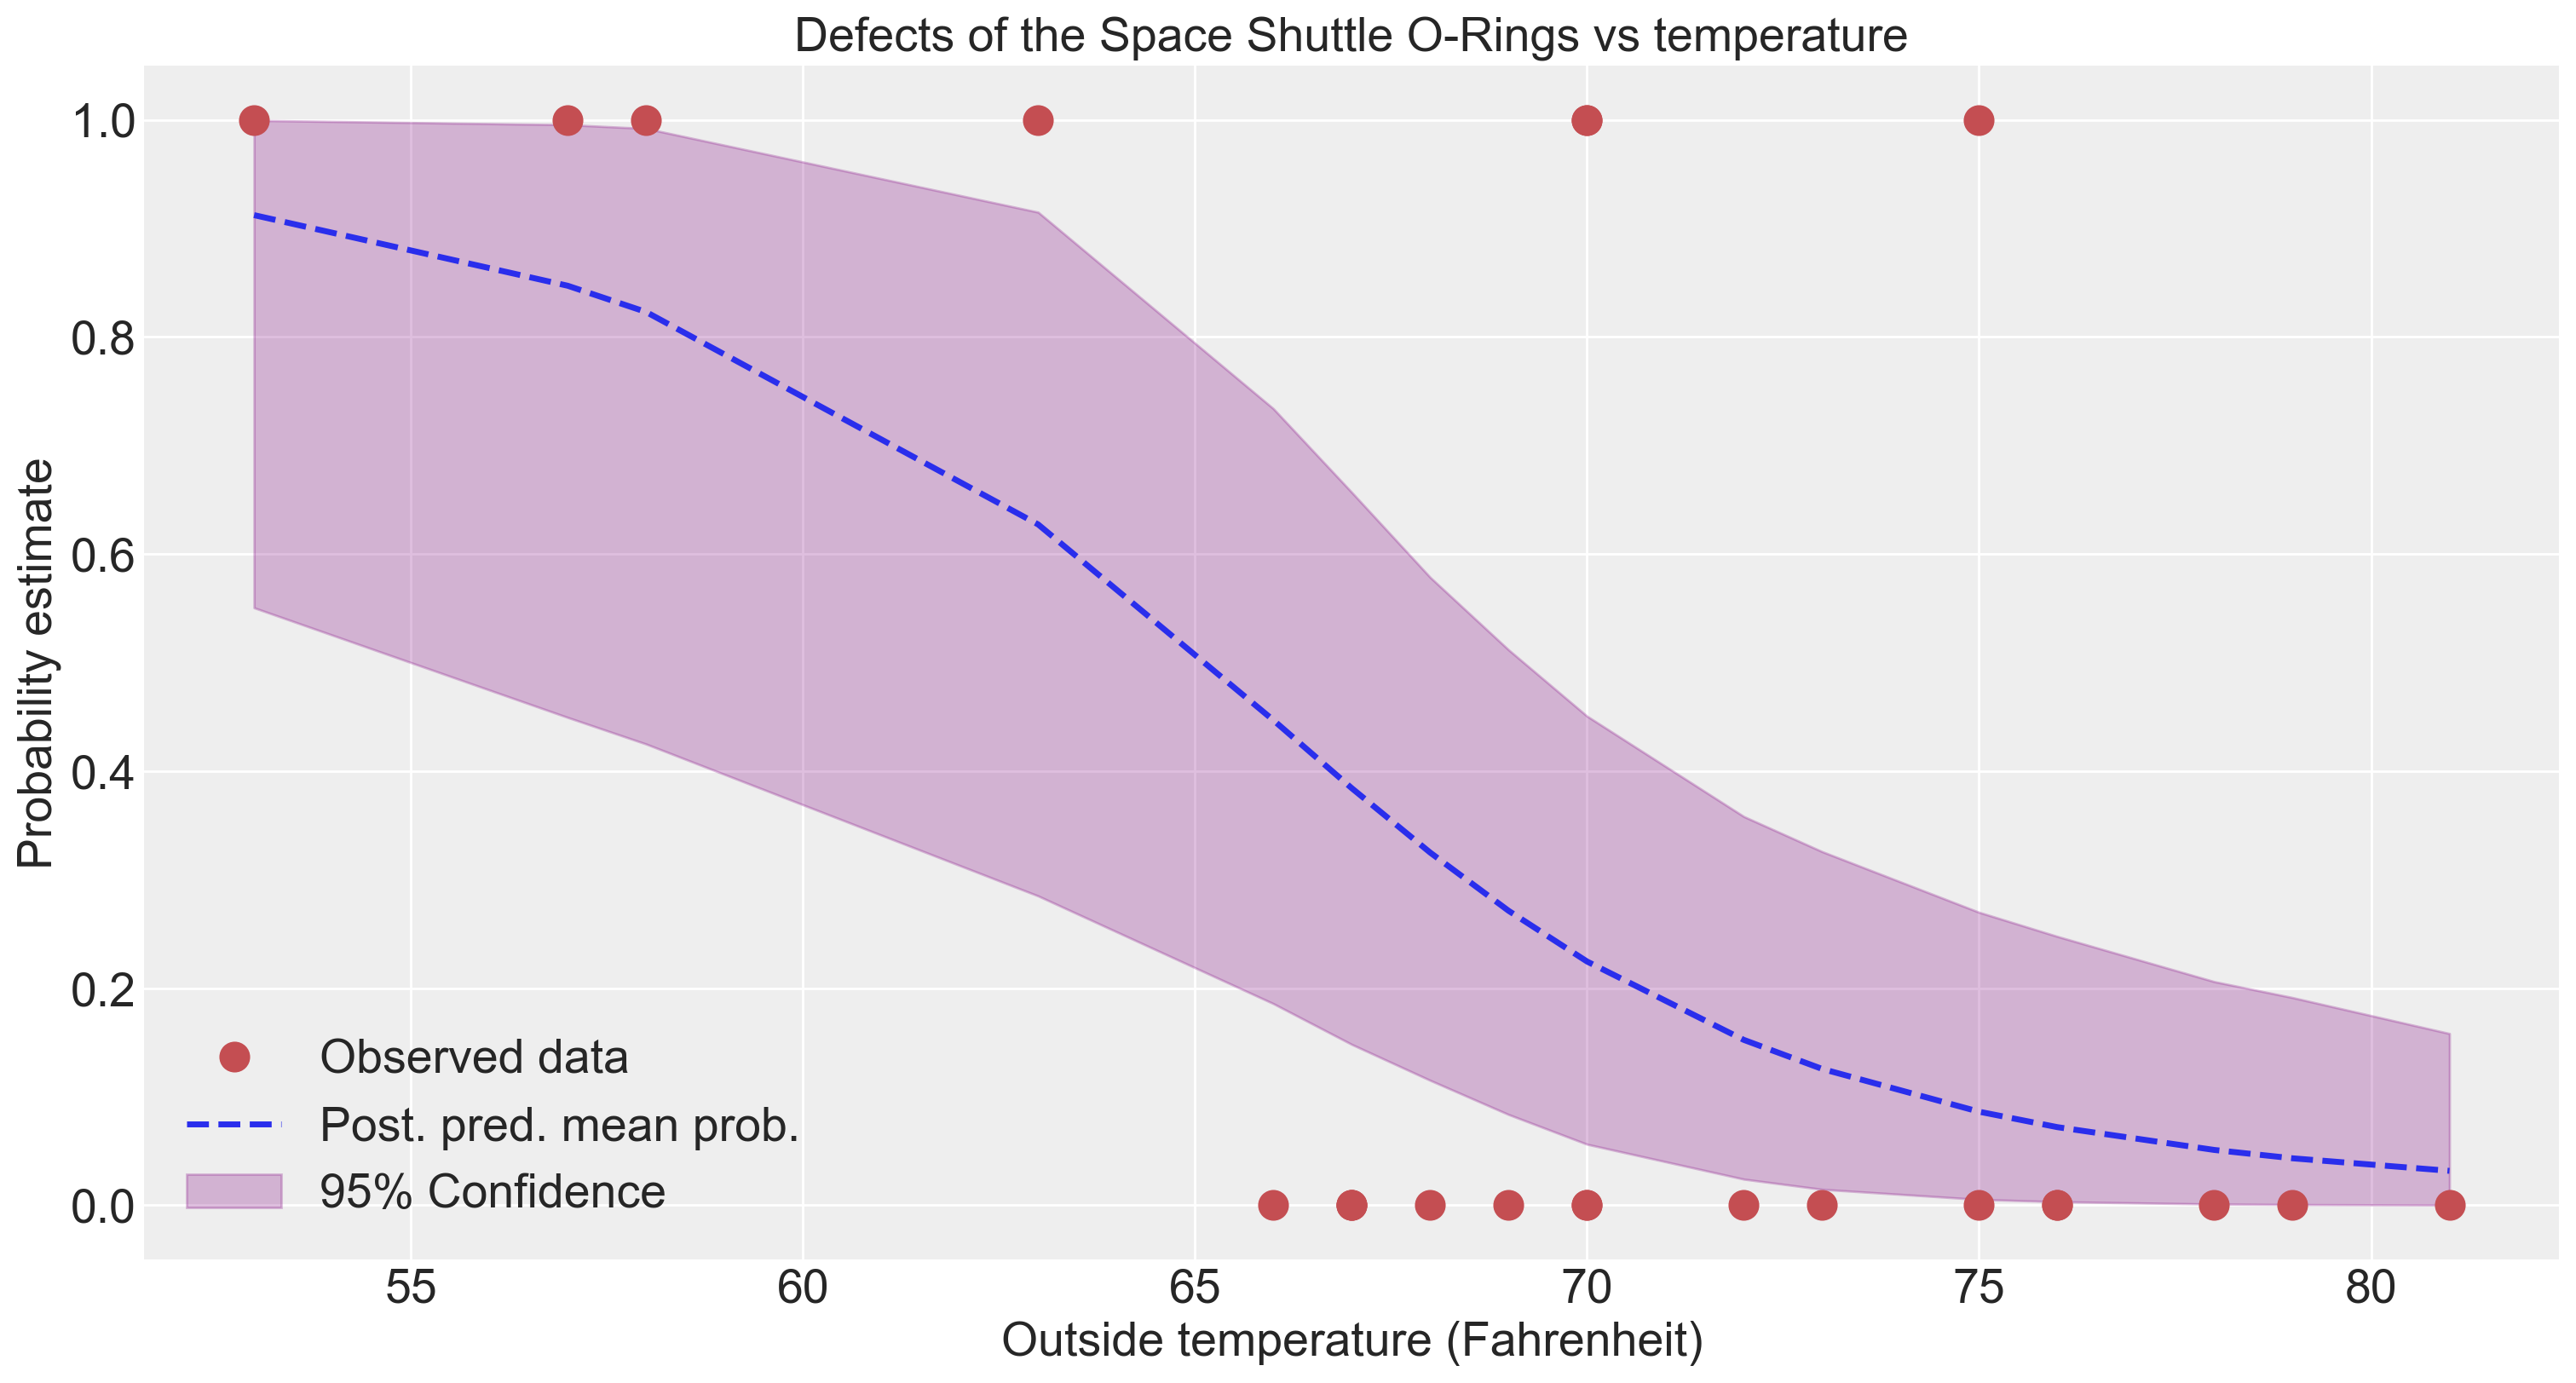 Defects of the Space Shuttle O-Rings vs temperature
Probability estimate
1.0
0.8
0.6
0.4
0.2
0.0
Observed data
Post. pred. mean prob.
95% Confidence
55 60 65 70 75 80
Outside temperature (Fahrenheit)